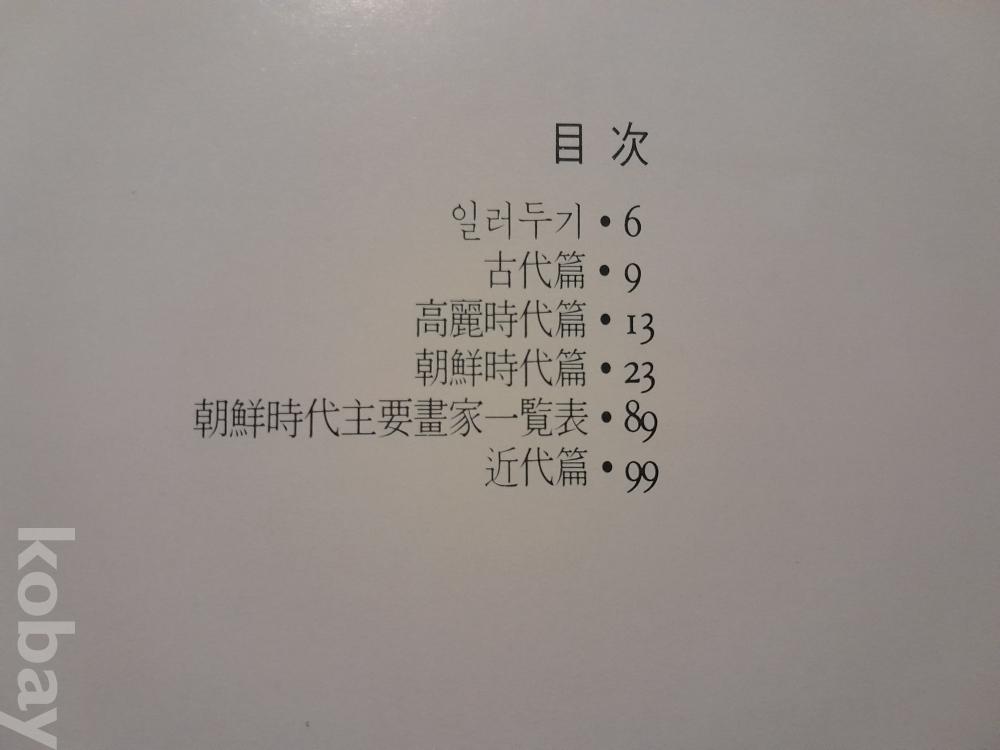 目次
일러두기 • 6
古代篇 • 9
高麗時代篇 • 13
朝鮮時代篇 • 23
朝鮮時代主要畫家一覽表 • 89
近代篇 • 99
kobay